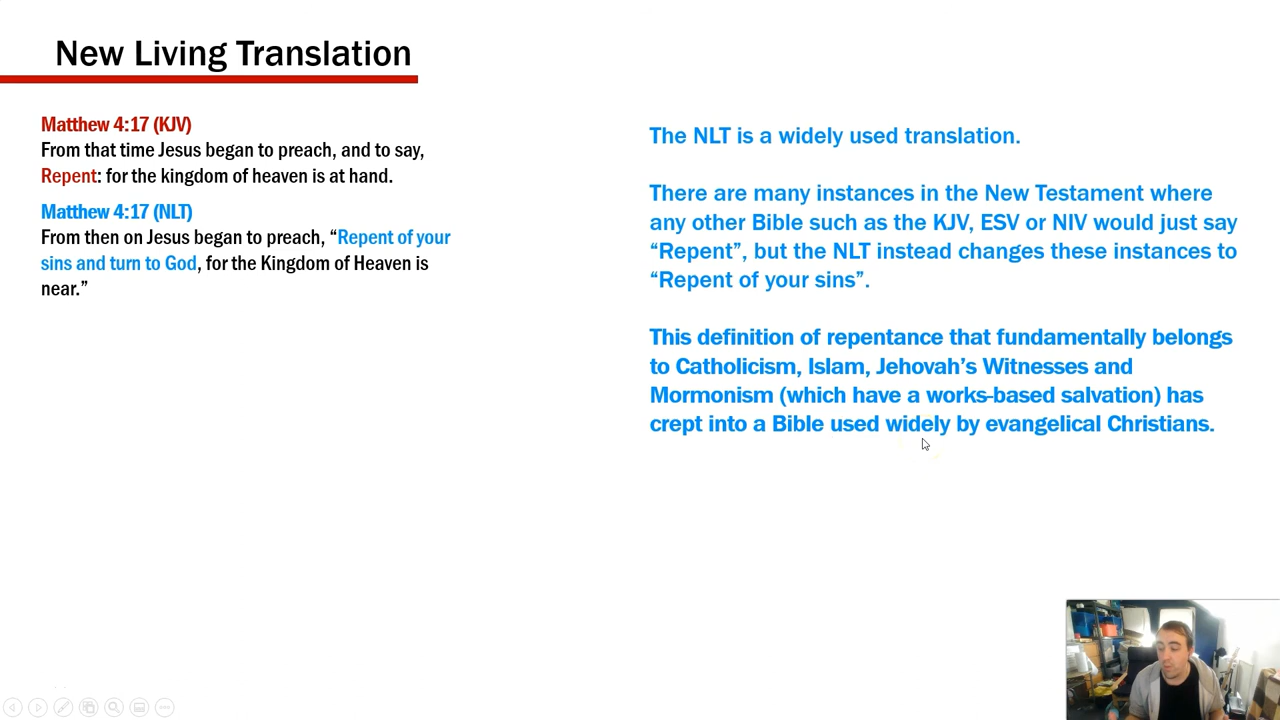 New Living Translation
Matthew 4:17 (KJV)
From that time Jesus began to preach, and to say,
Repent: for the kingdom of heaven is at hand.
Matthew 4:17 (NLT)
From then on Jesus began to preach, “Repent of your
sins and turn to God, for the Kingdom of Heaven is
near.”
The NLT is a widely used translation.
There are many instances in the New Testament where
any other Bible such as the KJV, ESV or NIV would just say
“Repent”, but the NLT instead changes these instances to
“Repent of your sins”.
This definition of repentance that fundamentally belongs
to Catholicism, Islam, Jehovah’s Witnesses and
Mormonism (which have a works-based salvation) has
crept into a Bible used widely by evangelical Christians.